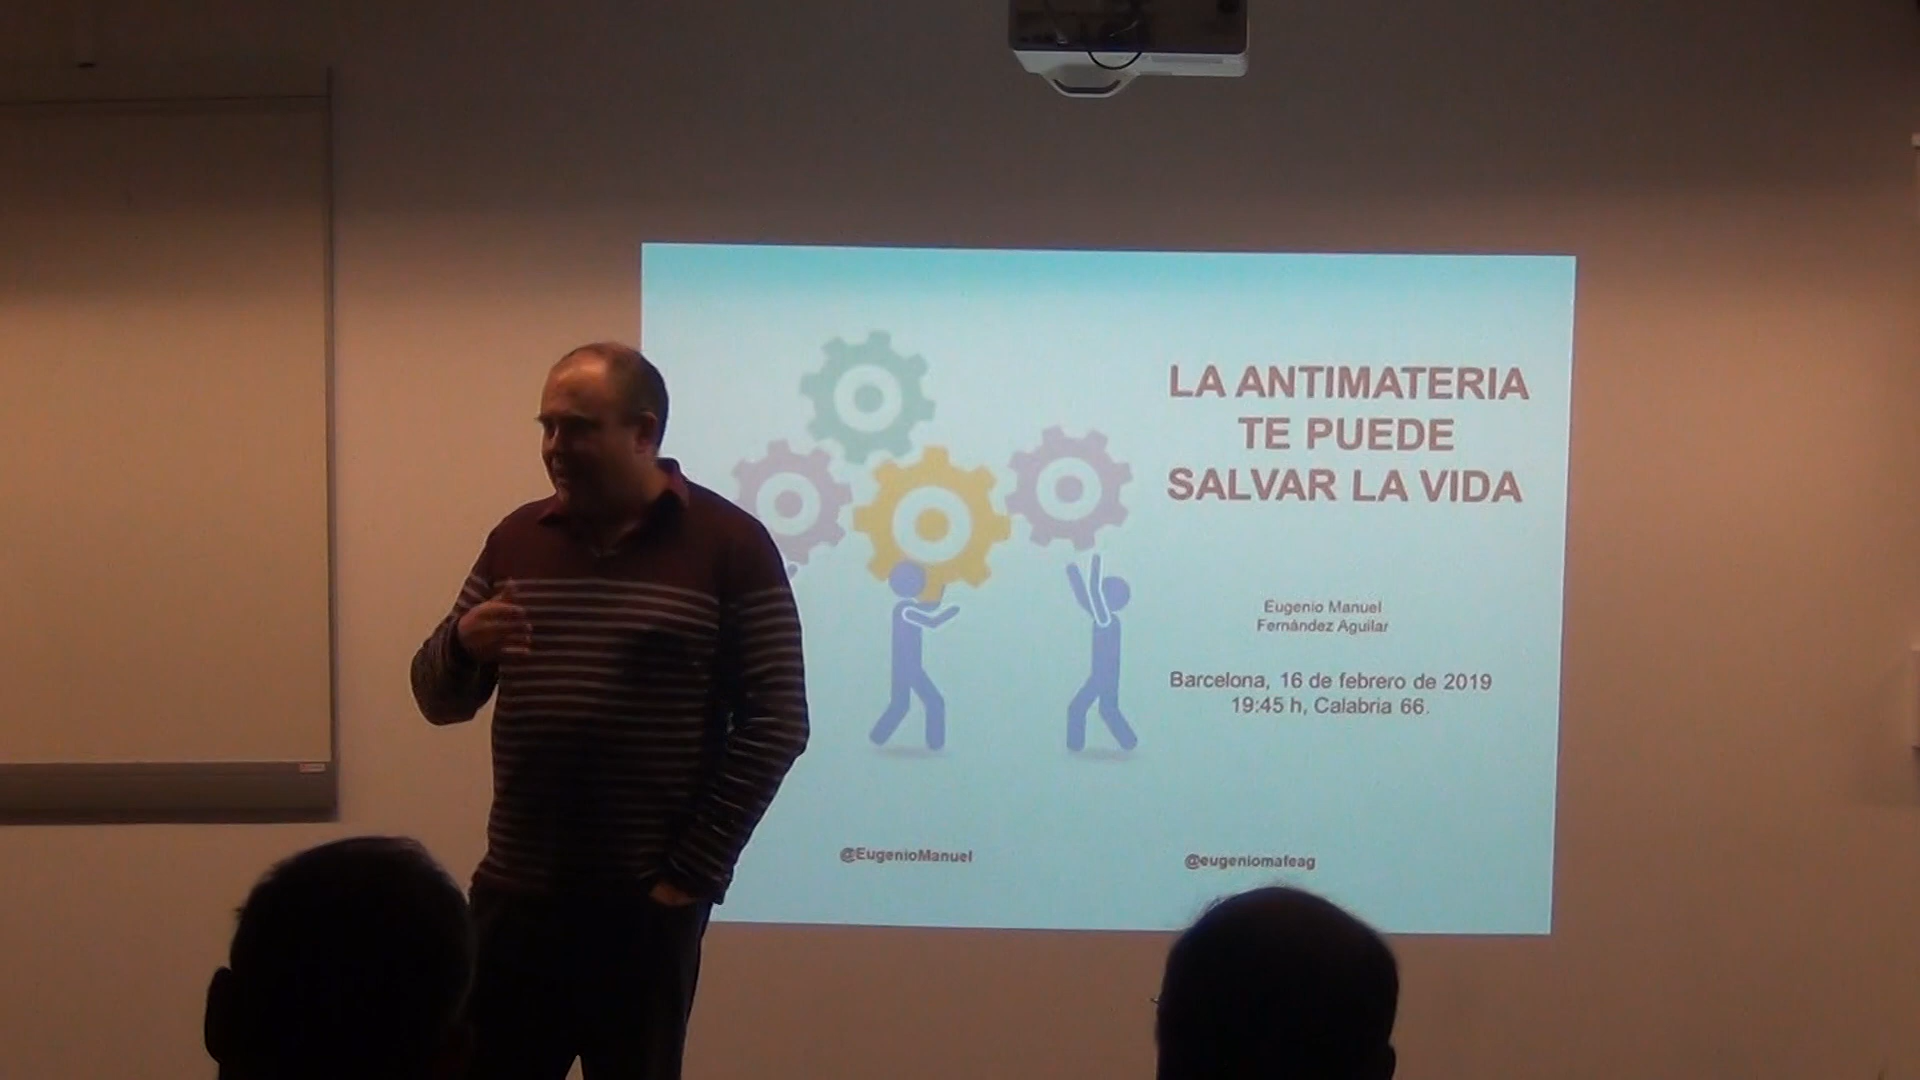 LA ANTIMATERIA
TE PUEDE
SALVAR LA VIDA
Eugenio Manuel
Fernández Aguilar
Barcelona, 16 de febrero de 2019
19:45 h, Calabria 66.
@EugenioManuel
@eugeniomafeag